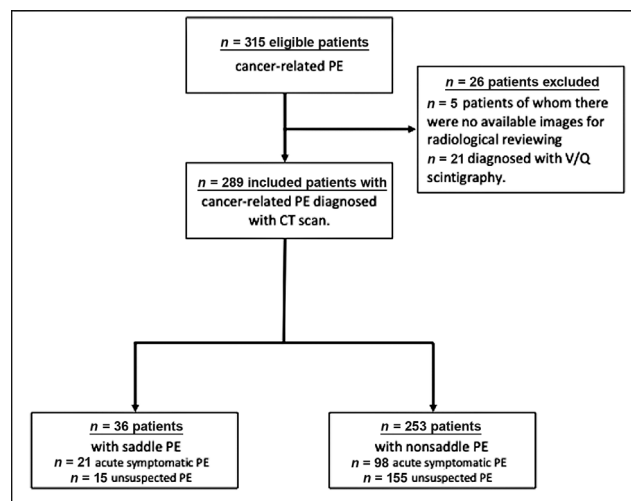 n = 315 eligible patients
cancer-related PE
n = 26 patients excluded
n = 5 patients of whom there
were no available images for
radiological reviewing
n = 21 diagnosed with V/Q
scintigraphy.
n = 289 included patients with
cancer-related PE diagnosed
with CT scan.
n = 36 patients
with saddle PE
n = 21 acute symptomatic PE
n = 15 unsuspected PE
n = 253 patients
with nonsaddle PE
n = 98 acute symptomatic PE
n = 155 unsuspected PE